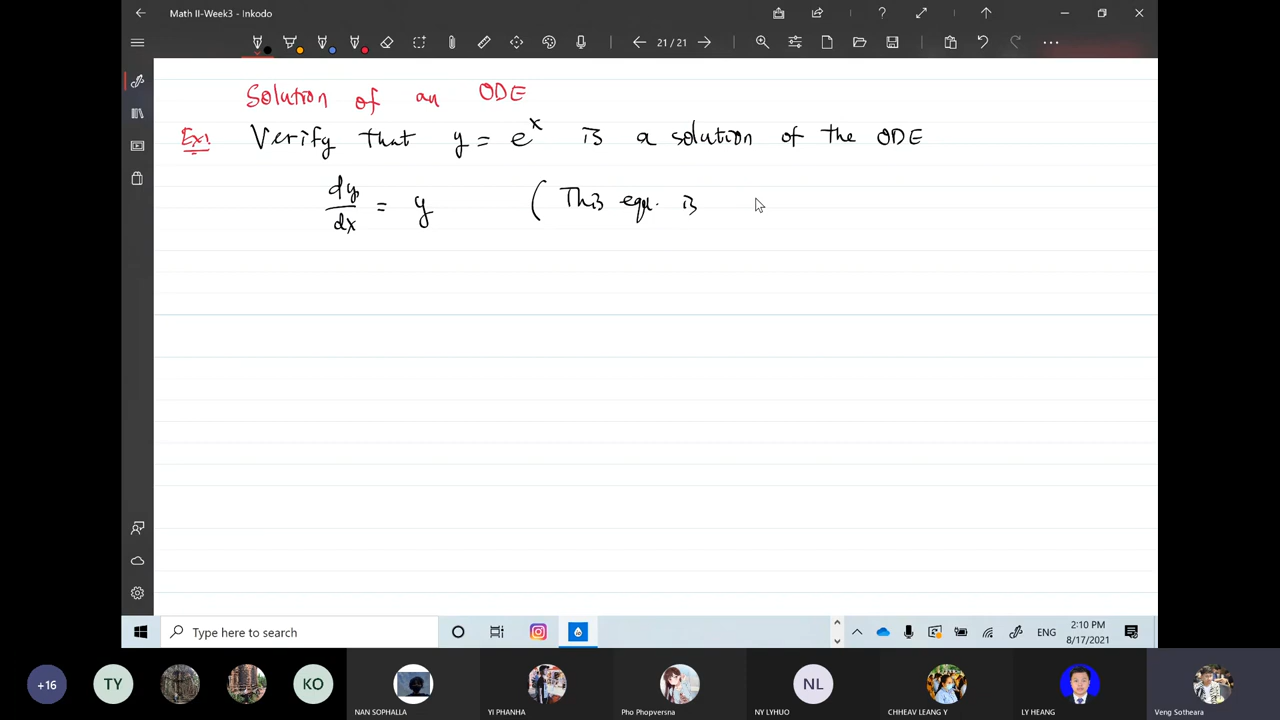 Math II-Week3 - Inkodo
21/21
Solution of an ODE
Ex1 Verify that y = eˣ is a solution of the ODE
dy/dx = y ( This equ. is
Type here to search
ENG
2:10 PM
8/17/2021
+16
TY
KO
NL
NAN SOPHALLA
YI PHANHA
Pho Phopversna
NY LYHUO
CHHEAV LEANG Y
LY HEANG
Veng Sotheara